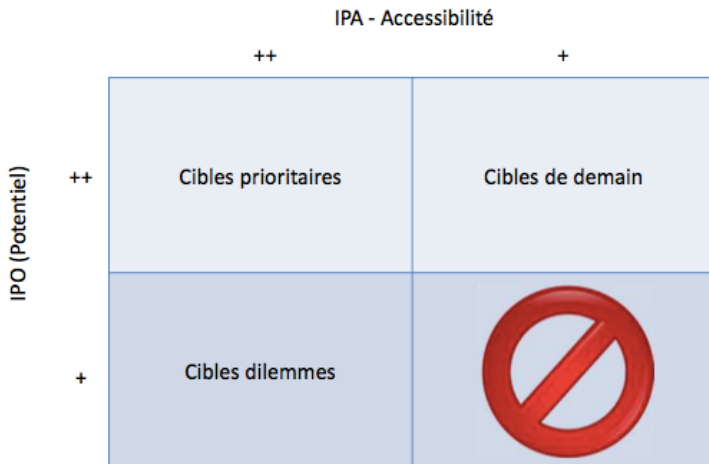 IPA - Accessibilité
++ +
IPO (Potentiel)
++ Cibles prioritaires Cibles de demain
+ Cibles dilemmes